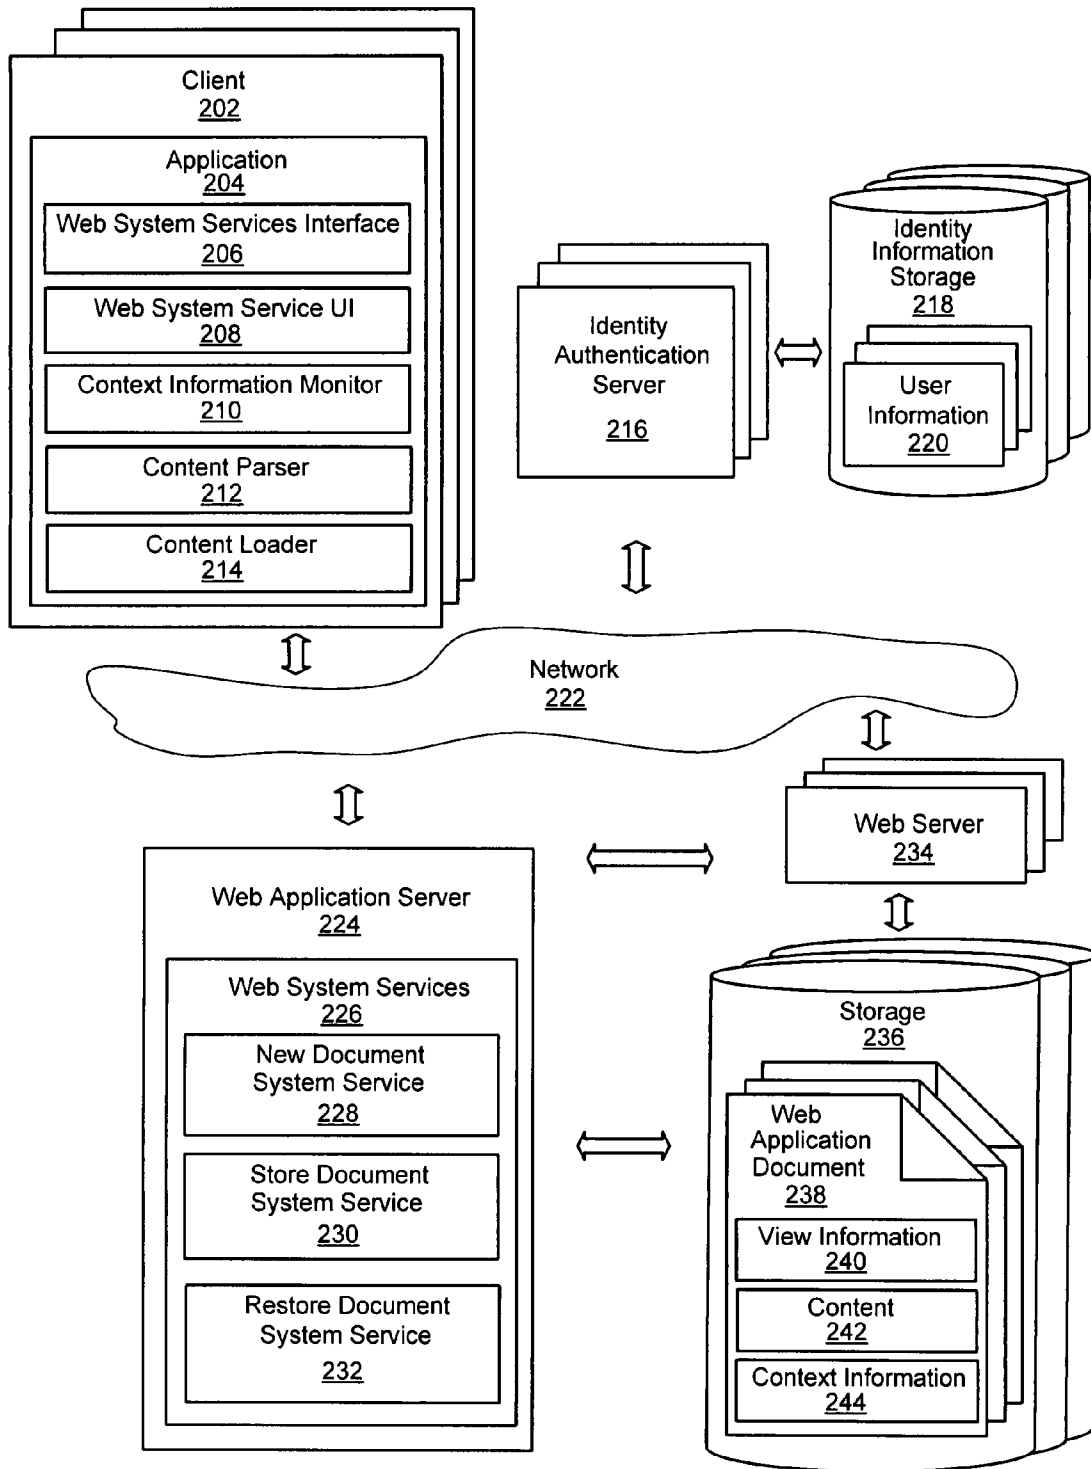 Client
202
Application
204
Web System Services Interface
206
Web System Service UI
208
Context Information Monitor
210
Content Parser
212
Content Loader
214
Identity
Authentication
Server
216
Identity
Information
Storage
218
User
Information
220
Network
222
Web Server
234
Web Application Server
224
Web System Services
226
New Document
System Service
228
Store Document
System Service
230
Restore Document
System Service
232
Storage
236
Web
Application
Document
238
View Information
240
Content
242
Context Information
244